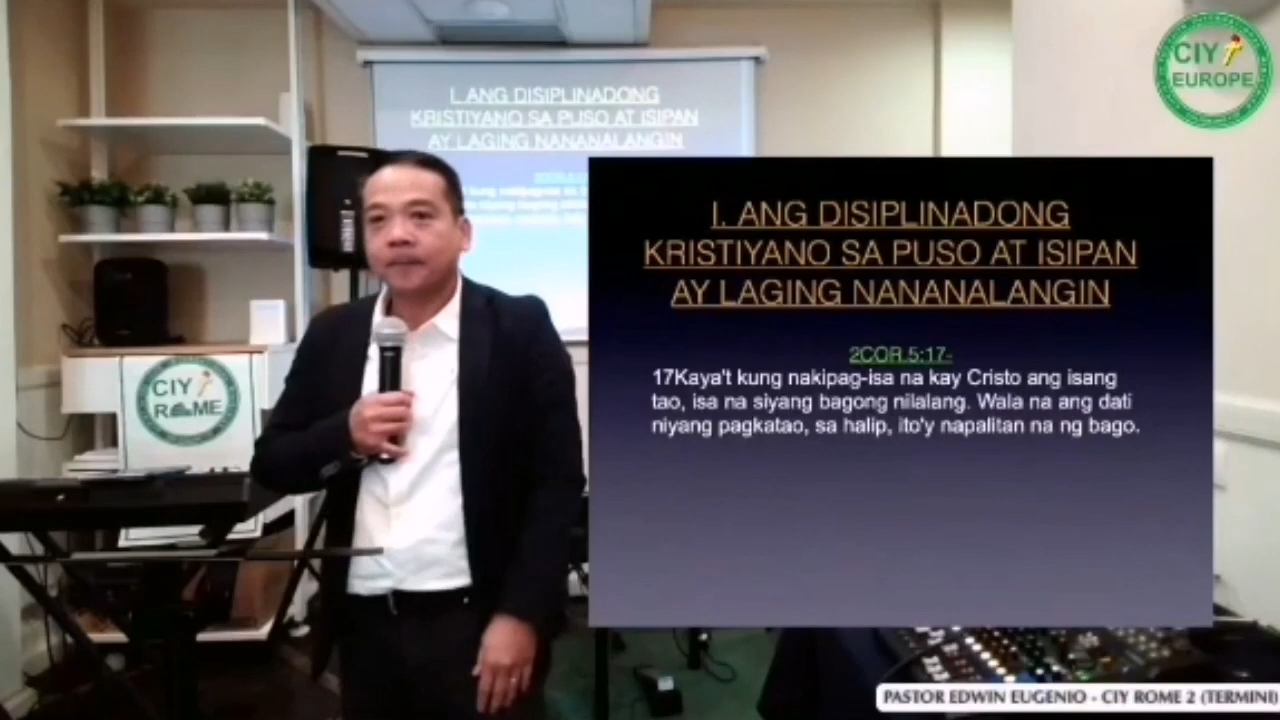 I. ANG DISIPLINADONG
KRISTIYANO SA PUSO AT ISIPAN
AY LAGING NANANALANGIN
CIY
EUROPE
I. ANG DISIPLINADONG
KRISTIYANO SA PUSO AT ISIPAN
AY LAGING NANANALANGIN
2COR.5:17-
17Kaya't kung nakipag-isa na kay Cristo ang isang
tao, isa na siyang bagong nilalang. Wala na ang dati
niyang pagkatao, sa halip, ito'y napalitan na ng bago.
CIY
ROME
PASTOR EDWIN EUGENIO - CIY ROME 2 (TERMINI)